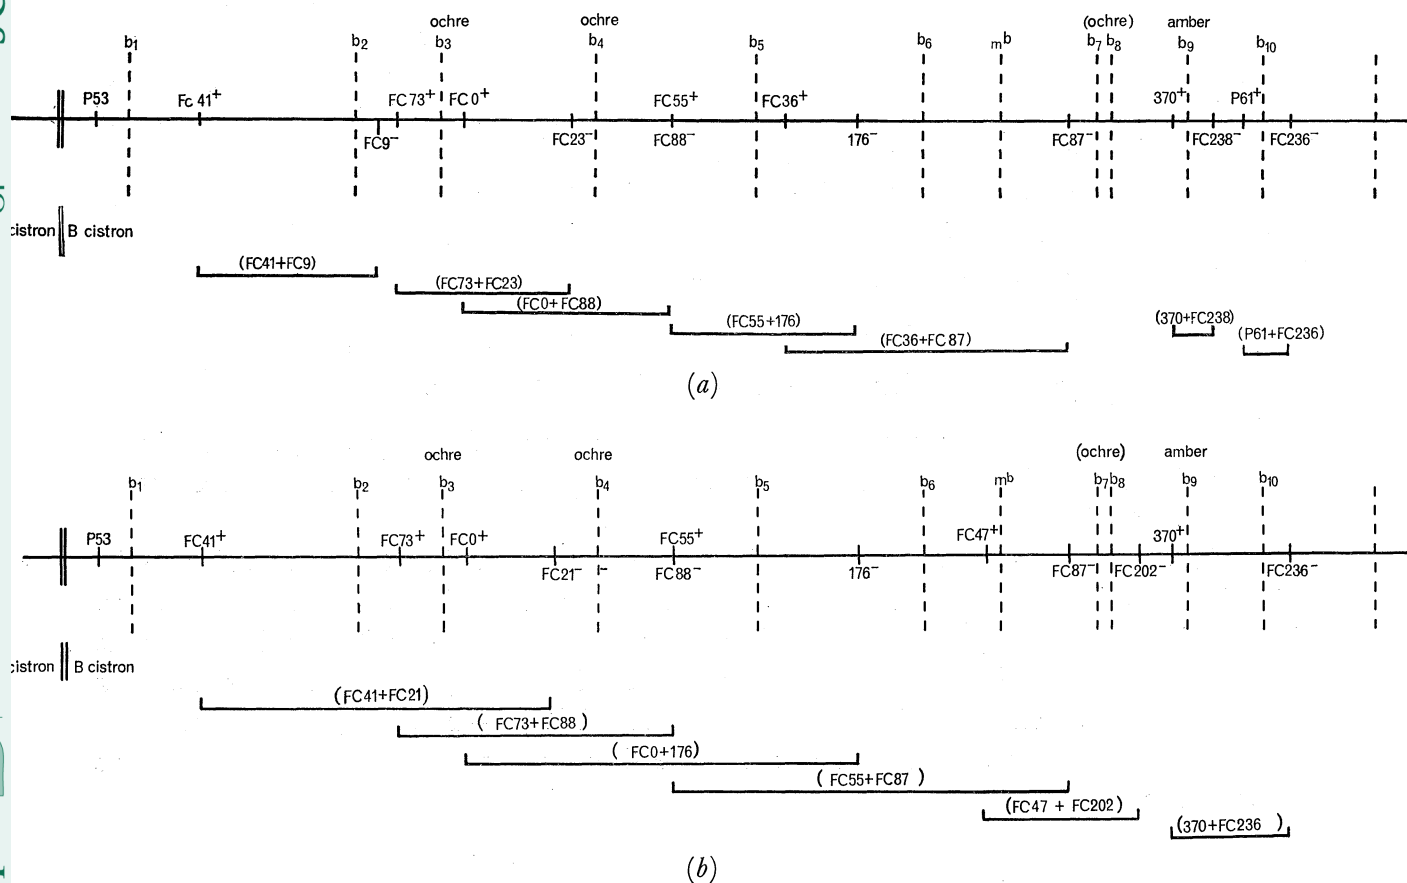 ochre ochre (ochre) amber
b1 b2 b3 b4 b5 b6 mb b7 b8 b9 b10
P53 Fc 41+ FC73+ FC0+ FC55+ FC36+ 370+ P61+
FC9- FC23- FC88- 176- FC87- FC238- FC236-
cistron B cistron
(FC41+FC9)
(FC73+FC23)
(FC0+FC88)
(FC55+176) (370+FC238)
(FC36+FC87) (P61+FC236)
(a)
ochre ochre (ochre) amber
b1 b2 b3 b4 b5 b6 mb b7 b8 b9 b10
P53 FC41+ FC73+ FC0+ FC55+ FC47+ 370+
FC21- - FC88- 176- FC87- FC202- FC236-
cistron B cistron
(FC41+FC21)
( FC73+FC88 )
( FC0+176)
( FC55+FC87 )
(FC47 + FC202)
(370+FC236 )
(b)